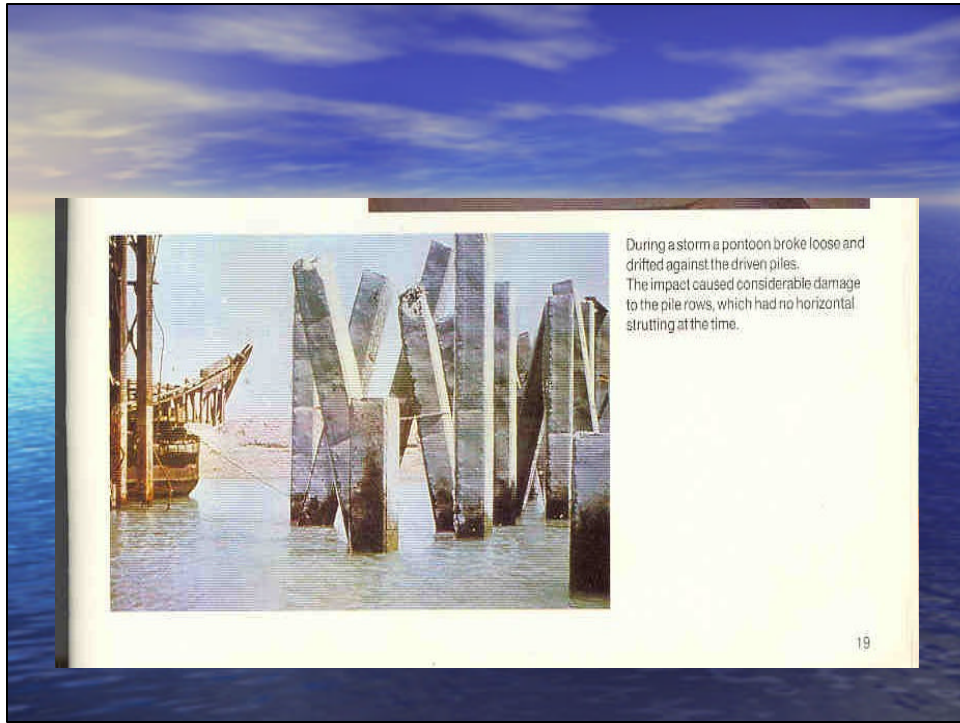 During a storm a pontoon broke loose and
drifted against the driven piles.
The impact caused considerable damage
to the pile rows, which had no horizontal
strutting at the time.
19